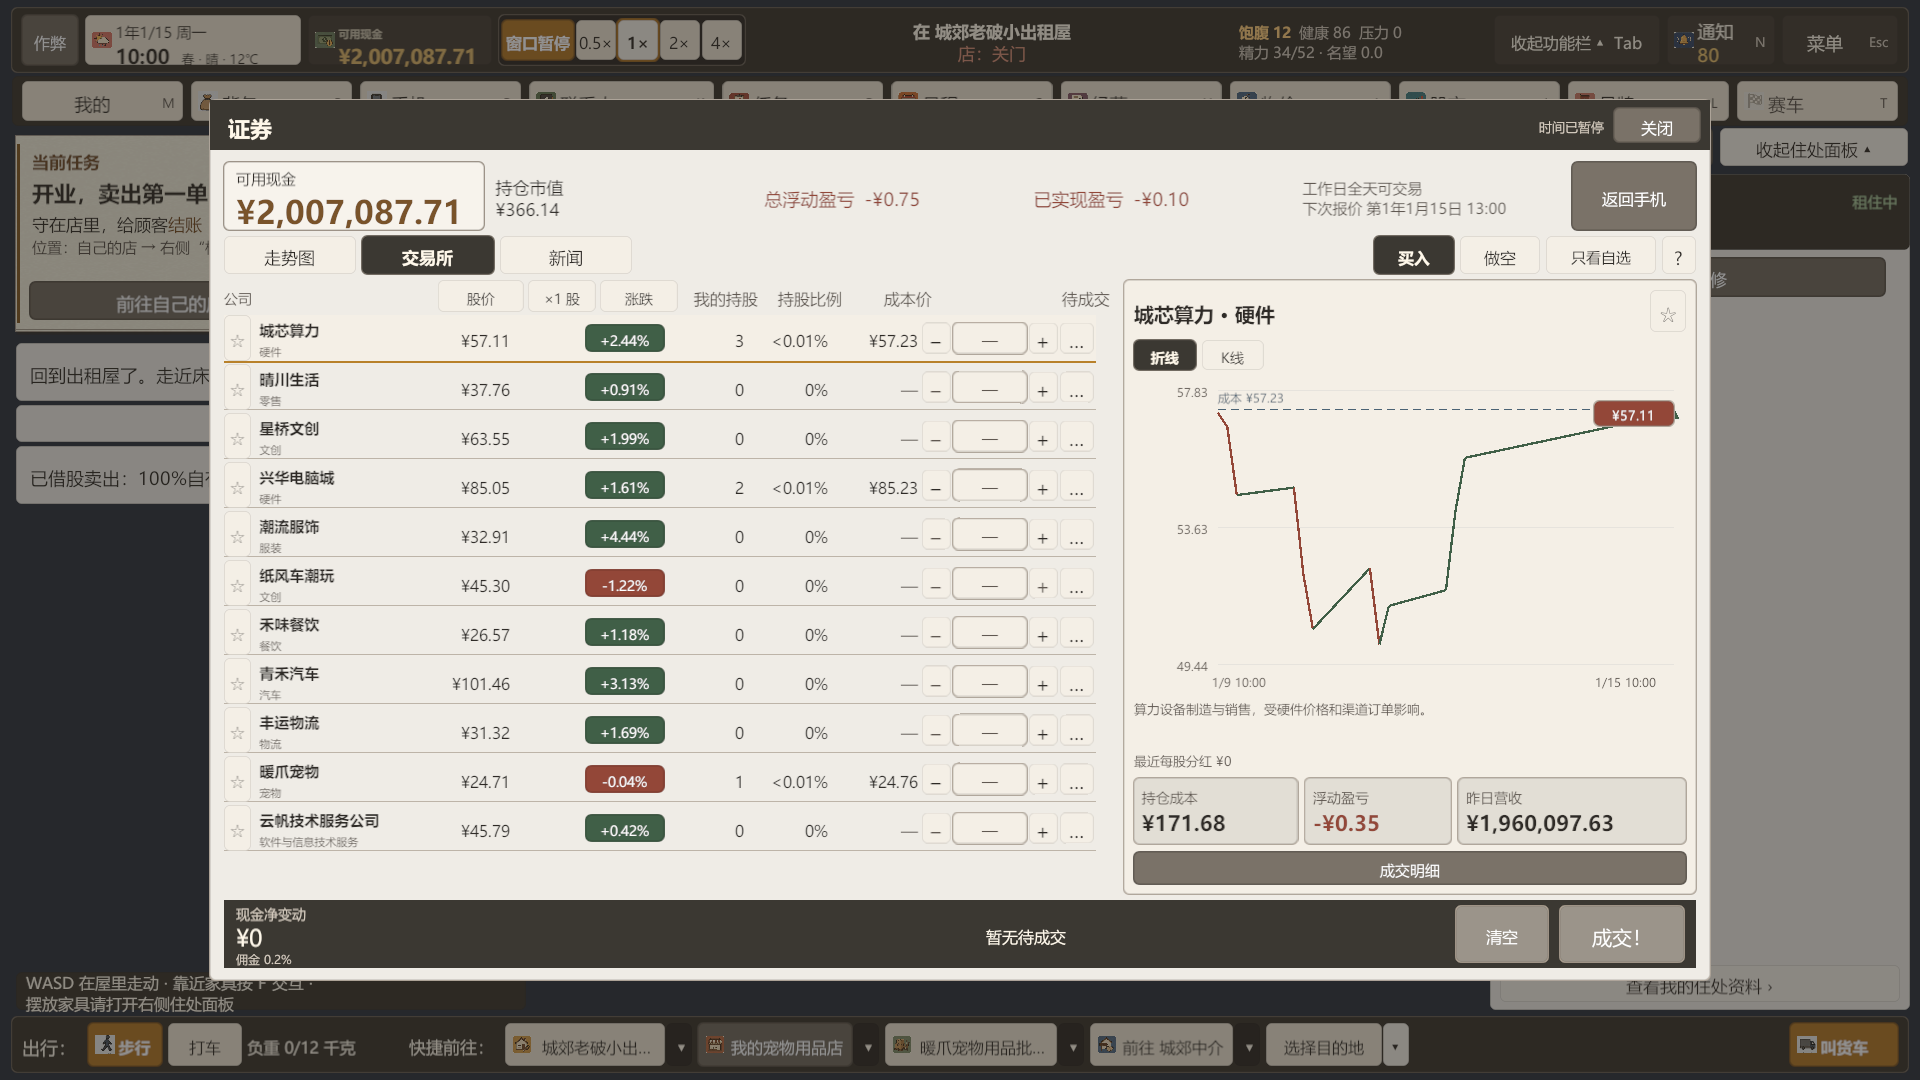 作弊
1年1/15 周一
10:00 春 · 晴 · 12℃
可用现金
¥2,007,087.71
窗口暂停 0.5× 1× 2× 4×
在 城郊老破小出租屋
店：关门
饱腹 12 健康 86 压力 0
精力 34/52 · 名望 0.0
收起功能栏 ▴ Tab
通知
80
N
菜单 Esc
我的 M
赛车 T
当前任务
开业，卖出第一单
守在店里，给顾客结账
位置：自己的店 → 右侧
前往自己的
回到出租屋了。走近床
已借股卖出：100%自
收起住处面板 ▴
租住中
修
证券
时间已暂停
关闭
可用现金
¥2,007,087.71
持仓市值
¥366.14
总浮动盈亏 -¥0.75
已实现盈亏 -¥0.10
工作日全天可交易
下次报价 第1年1月15日 13:00
返回手机
走势图 交易所 新闻
买入 做空 只看自选 ?
公司 股价 ×1 股 涨跌 我的持股 持股比例 成本价 待成交
☆ 城芯算力 ¥57.11 +2.44% 3 <0.01% ¥57.23 − — + ...
硬件
☆ 晴川生活 ¥37.76 +0.91% 0 0% — − — + ...
零售
☆ 星桥文创 ¥63.55 +1.99% 0 0% — − — + ...
文创
☆ 兴华电脑城 ¥85.05 +1.61% 2 <0.01% ¥85.23 − — + ...
硬件
☆ 潮流服饰 ¥32.91 +4.44% 0 0% — − — + ...
服装
☆ 纸风车潮玩 ¥45.30 -1.22% 0 0% — − — + ...
文创
☆ 禾味餐饮 ¥26.57 +1.18% 0 0% — − — + ...
餐饮
☆ 青禾汽车 ¥101.46 +3.13% 0 0% — − — + ...
汽车
☆ 丰运物流 ¥31.32 +1.69% 0 0% — − — + ...
物流
☆ 暖爪宠物 ¥24.71 -0.04% 1 <0.01% ¥24.76 − — + ...
宠物
☆ 云帆技术服务公司 ¥45.79 +0.42% 0 0% — − — + ...
软件与信息技术服务
城芯算力 · 硬件 ☆
折线 K线
57.83
成本 ¥57.23
¥57.11
53.63
49.44
1/9 10:00 1/15 10:00
算力设备制造与销售，受硬件价格和渠道订单影响。
最近每股分红 ¥0
持仓成本
¥171.68
浮动盈亏
-¥0.35
昨日营收
¥1,960,097.63
成交明细
现金净变动
¥0
佣金 0.2%
暂无待成交
清空 成交！
WASD 在屋里走动 · 靠近家具按 F 交互 ·
摆放家具请打开右侧住处面板
查看我的住处资料 ›
出行： 步行 打车 负重 0/12 千克 快捷前往： 城郊老破小出... ▾ 我的宠物用品店 ▾ 暖爪宠物用品批... ▾ 前往 城郊中介 ▾ 选择目的地 ▾ 叫货车